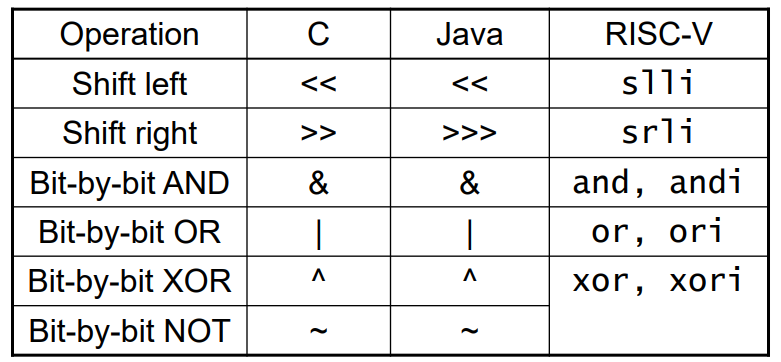 Operation C Java RISC-V
Shift left << << slli
Shift right >> >>> srli
Bit-by-bit AND & & and, andi
Bit-by-bit OR | | or, ori
Bit-by-bit XOR ^ ^ xor, xori
Bit-by-bit NOT ~ ~